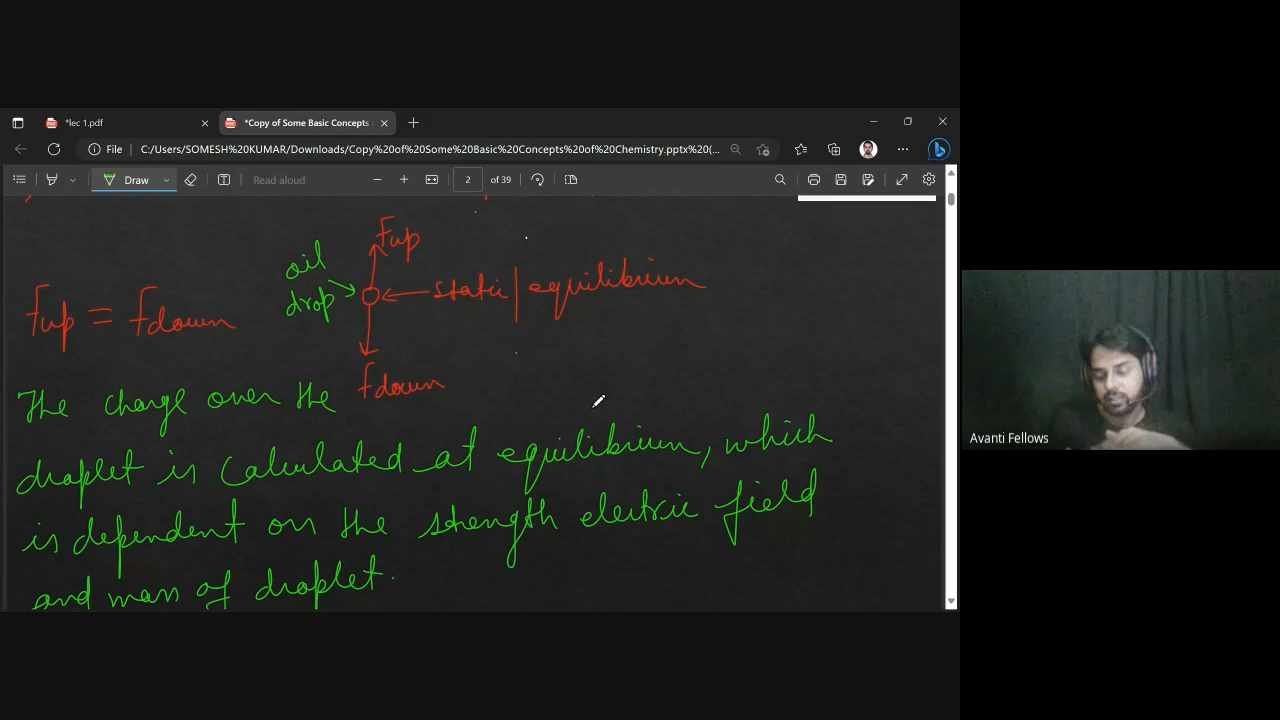 *lec 1.pdf
*Copy of Some Basic Concepts
File
C:/Users/SOMESH%20KUMAR/Downloads/Copy%20of%20Some%20Basic%20Concepts%20of%20Chemistry.pptx%20(...
Draw
Read aloud
2 of 39
Fup
oil
drop
static equilibrium
Fup = Fdown
Fdown
The charge over the
droplet is calculated at equilibrium, which
is dependent on the strength electric field
and mass of droplet.
Avanti Fellows